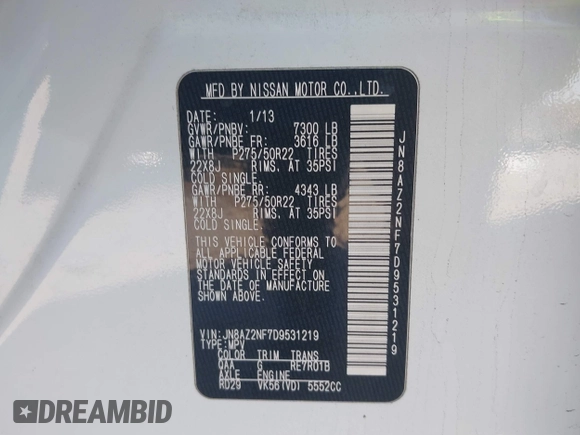 MFD BY NISSAN MOTOR CO.,LTD.
DATE: 1/13
GVWR/PNBV: 7300 LB
GAWR/PNBE FR: 3616 LB
WITH P275/50R22 TIRES
22X8J RIMS. AT 35PSI
COLD SINGLE.
GAWR/PNBE RR: 4343 LB
WITH P275/50R22 TIRES
22X8J RIMS. AT 35PSI
COLD SINGLE.
THIS VEHICLE CONFORMS TO
ALL APPLICABLE FEDERAL
MOTOR VEHICLE SAFETY
STANDARDS IN EFFECT ON
THE DATE OF MANUFACTURE
SHOWN ABOVE.
VIN:JN8AZ2NF7D9531219
TYPE:MPV
COLOR TRIM TRANS
QAA G RE7R01B
AXLE ENGINE
RD29 VK56(VD) 5552CC
JN8AZ2NF7D9531219
DREAMBID